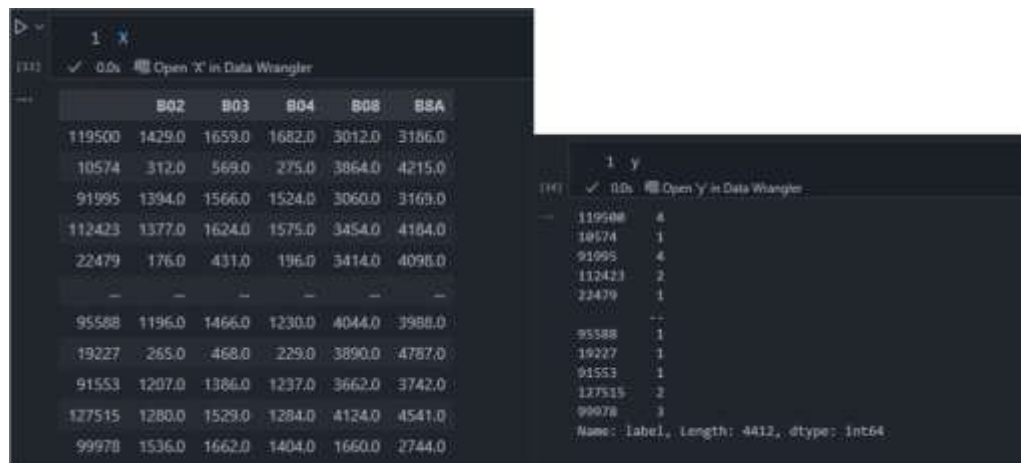 1 X
[13] ✓ 0.0s Open 'X' in Data Wrangler
B02 B03 B04 B08 B8A
119500 1429.0 1659.0 1682.0 3012.0 3186.0
10574 312.0 569.0 275.0 3864.0 4215.0
91995 1394.0 1566.0 1524.0 3060.0 3169.0
112423 1377.0 1624.0 1575.0 3454.0 4184.0
22479 176.0 431.0 196.0 3414.0 4098.0
... ... ... ... ... ...
95588 1196.0 1466.0 1230.0 4044.0 3988.0
19227 265.0 468.0 229.0 3890.0 4787.0
91553 1207.0 1386.0 1237.0 3662.0 3742.0
127515 1280.0 1529.0 1284.0 4124.0 4541.0
99978 1536.0 1662.0 1404.0 1660.0 2744.0
1 y
[14] ✓ 0.0s Open 'y' in Data Wrangler
119500 4
10574 1
91995 4
112423 2
22479 1
..
95588 1
19227 1
91553 1
127515 2
99978 3
Name: label, Length: 4412, dtype: int64